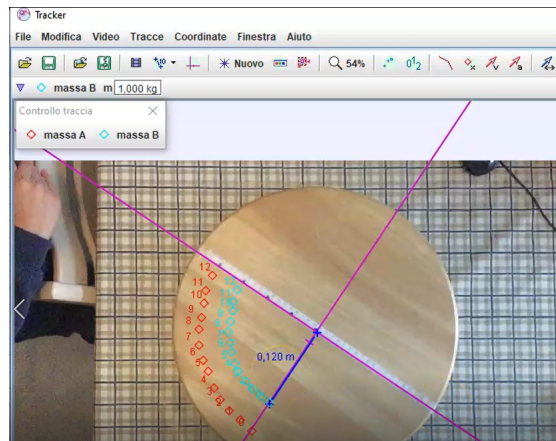 Tracker
File Modifica Video Tracce Coordinate Finestra Aiuto
Nuovo 54%
massa B m 1,000 kg
Controllo traccia
massa A massa B
12
11
10
9
8
7
6
5
4
3
0,120 m